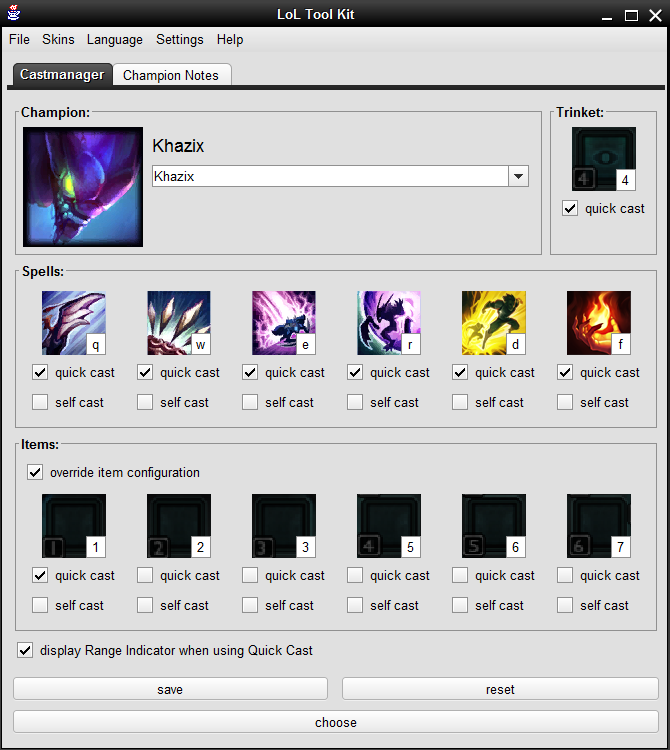 LoL Tool Kit
File Skins Language Settings Help
Castmanager Champion Notes
Champion:
Khazix
Khazix
Trinket:
4 4
quick cast
Spells:
q w e r d f
quick cast quick cast quick cast quick cast quick cast quick cast
self cast self cast self cast self cast self cast self cast
Items:
override item configuration
1 1 2 2 3 3 4 5 5 6 6 7
quick cast quick cast quick cast quick cast quick cast quick cast
self cast self cast self cast self cast self cast self cast
display Range Indicator when using Quick Cast
save reset
choose